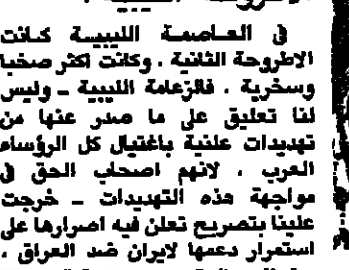 في العاصمة الليبية كانت
الاطروحة الثانية . وكانت اكثر صخبا
وسخرية . فالزعامة الليبية ـ وليس
لنا تعليق على ما صدر عنها من
تهديدات علنية باغتيال كل الرؤساء
العرب ، لانهم اصحاب الحق في
مواجهة هذه التهديدات ـ خرجت
علينا بتصريح تعلن فيه اصرارها على
استمرار دعمها لايران ضد العراق ،